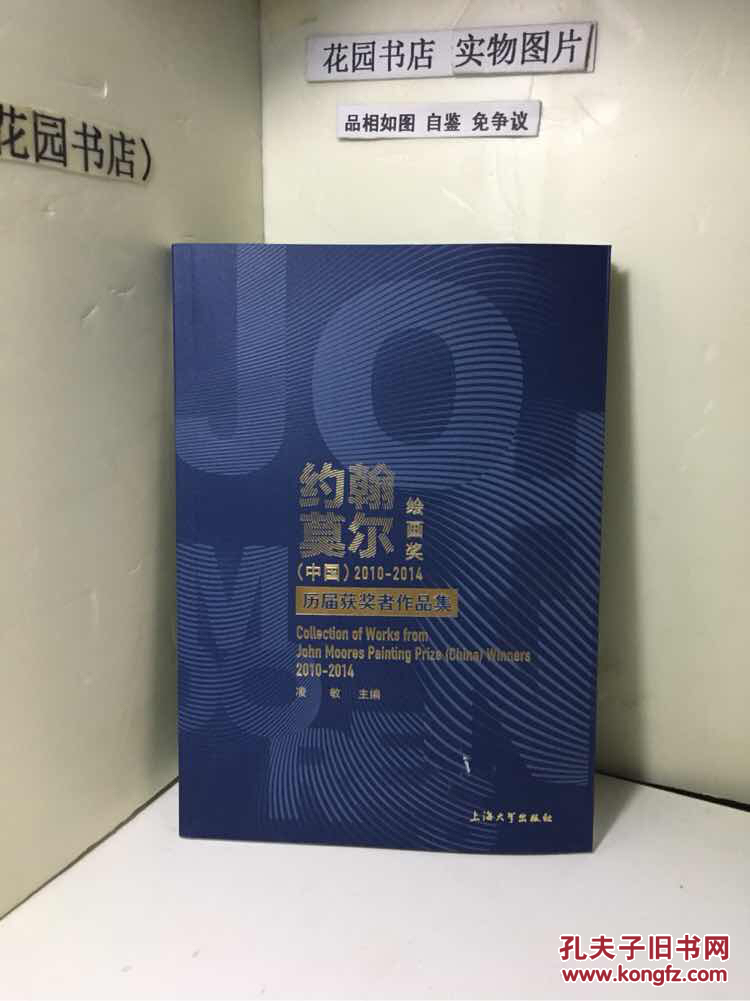 花园书店 实物图片
品相如图 自鉴 免争议
花园书店）
JO
MO
约翰
莫尔
绘画奖
（中国）2010-2014
历届获奖者作品集
Collection of Works from
John Moores Painting Prize (China) Winners
2010-2014
凌 敏 主编
上海大学出版社
孔夫子旧书网
www.kongfz.com